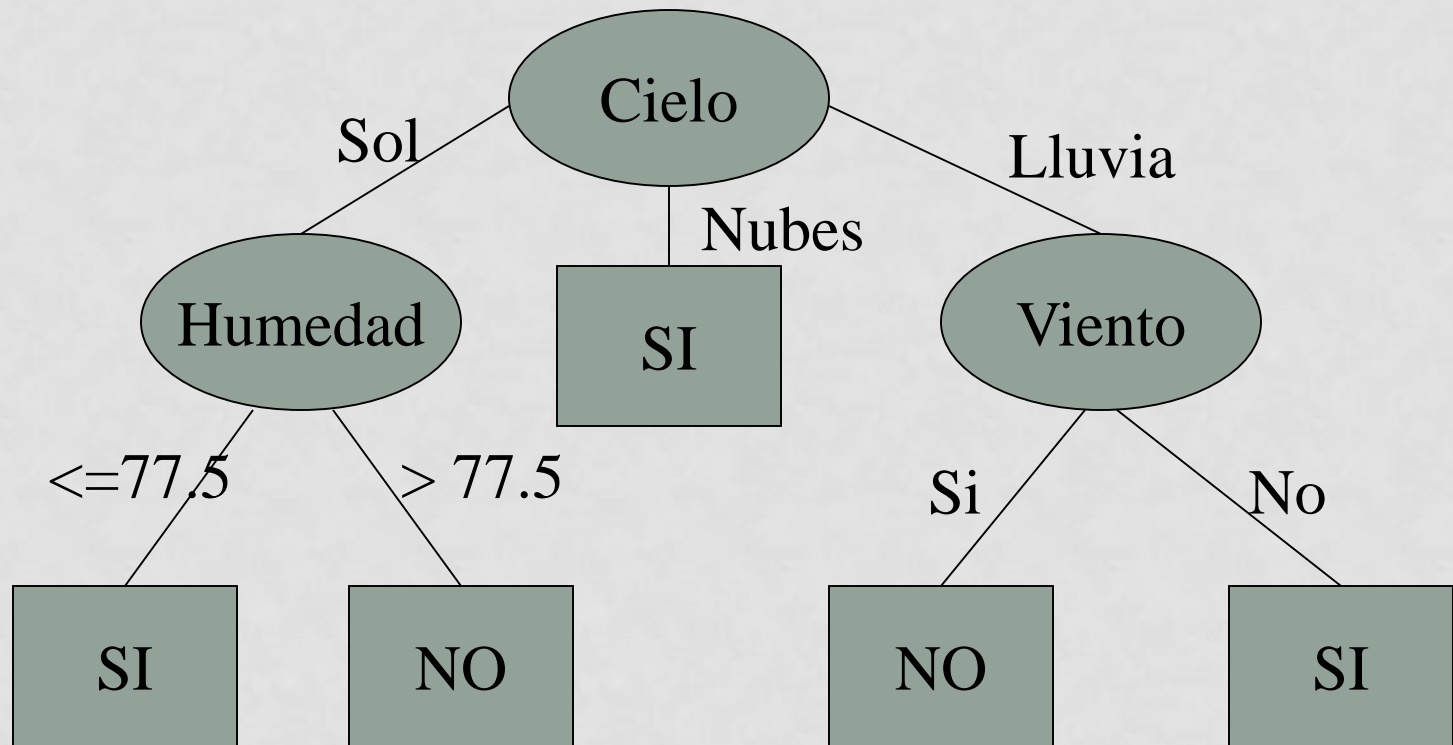 Cielo
Sol
Lluvia
Nubes
Humedad
SI
Viento
<=77.5
> 77.5
Si
No
SI
NO
NO
SI